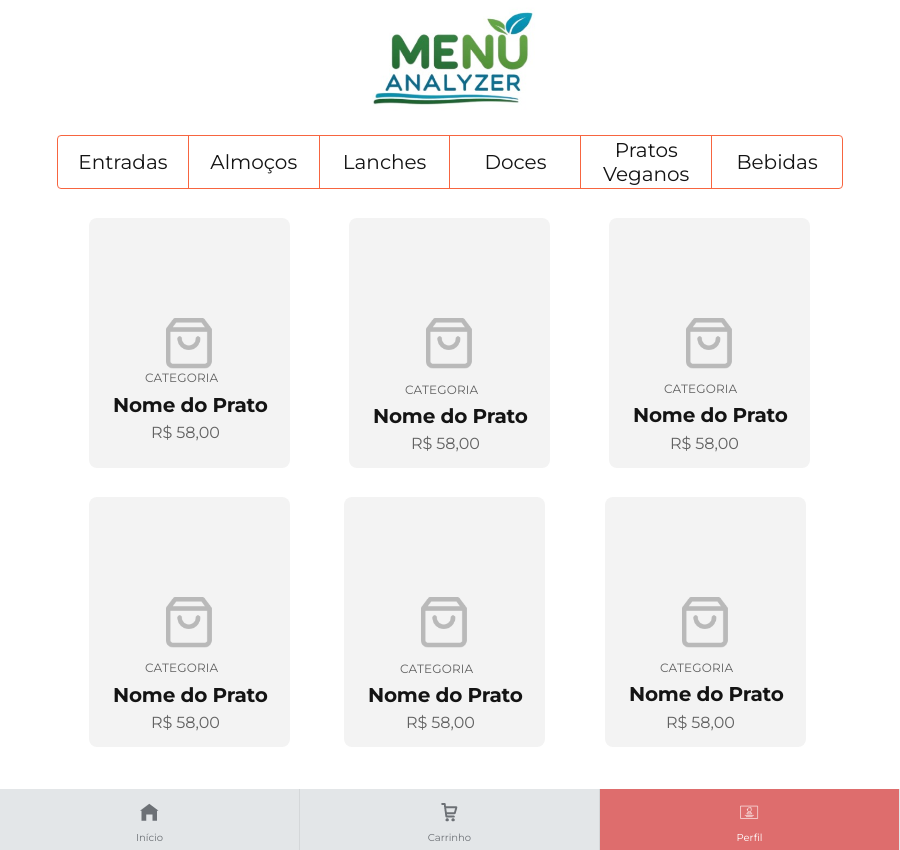 MENU
ANALYZER
Entradas
Almoços
Lanches
Doces
Pratos
Veganos
Bebidas
CATEGORIA
Nome do Prato
R$ 58,00
CATEGORIA
Nome do Prato
R$ 58,00
CATEGORIA
Nome do Prato
R$ 58,00
CATEGORIA
Nome do Prato
R$ 58,00
CATEGORIA
Nome do Prato
R$ 58,00
CATEGORIA
Nome do Prato
R$ 58,00
Início
Carrinho
Perfil